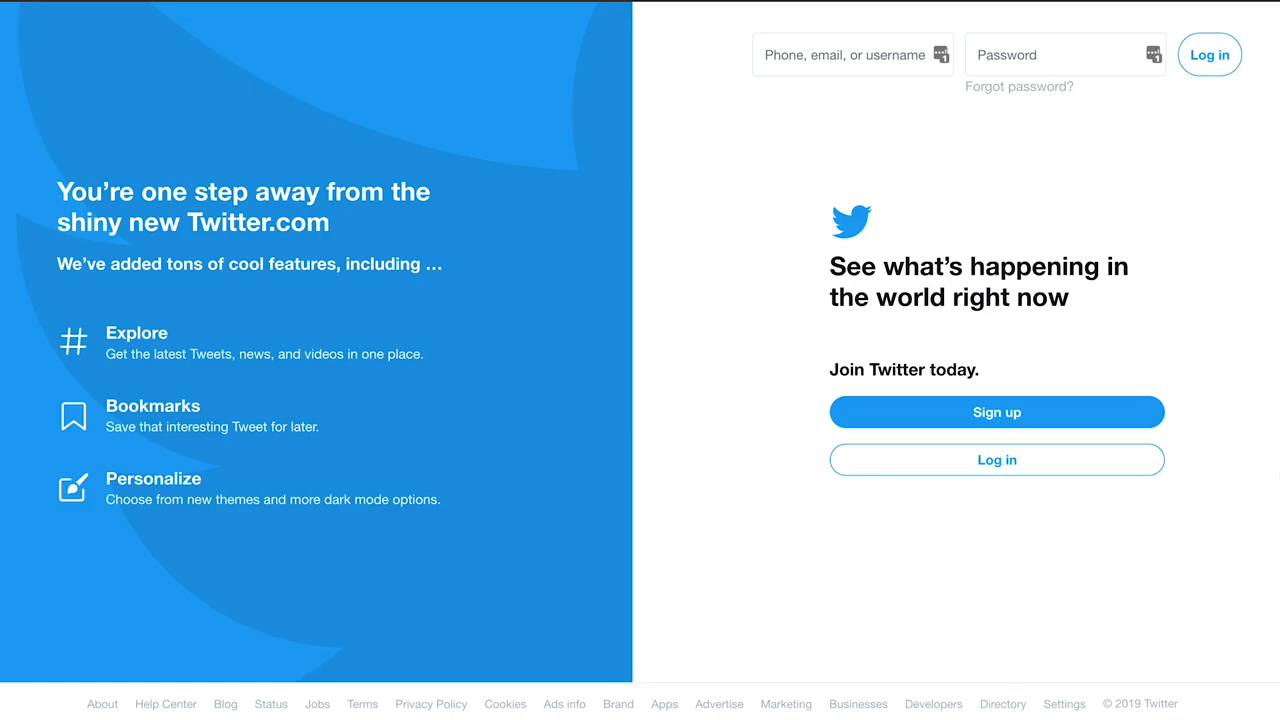 Phone, email, or username
Password
Log in
Forgot password?
You’re one step away from the
shiny new Twitter.com
We’ve added tons of cool features, including …
Explore
Get the latest Tweets, news, and videos in one place.
Bookmarks
Save that interesting Tweet for later.
Personalize
Choose from new themes and more dark mode options.
See what’s happening in
the world right now
Join Twitter today.
Sign up
Log in
About Help Center Blog Status Jobs Terms Privacy Policy Cookies Ads info Brand Apps Advertise Marketing Businesses Developers Directory Settings © 2019 Twitter